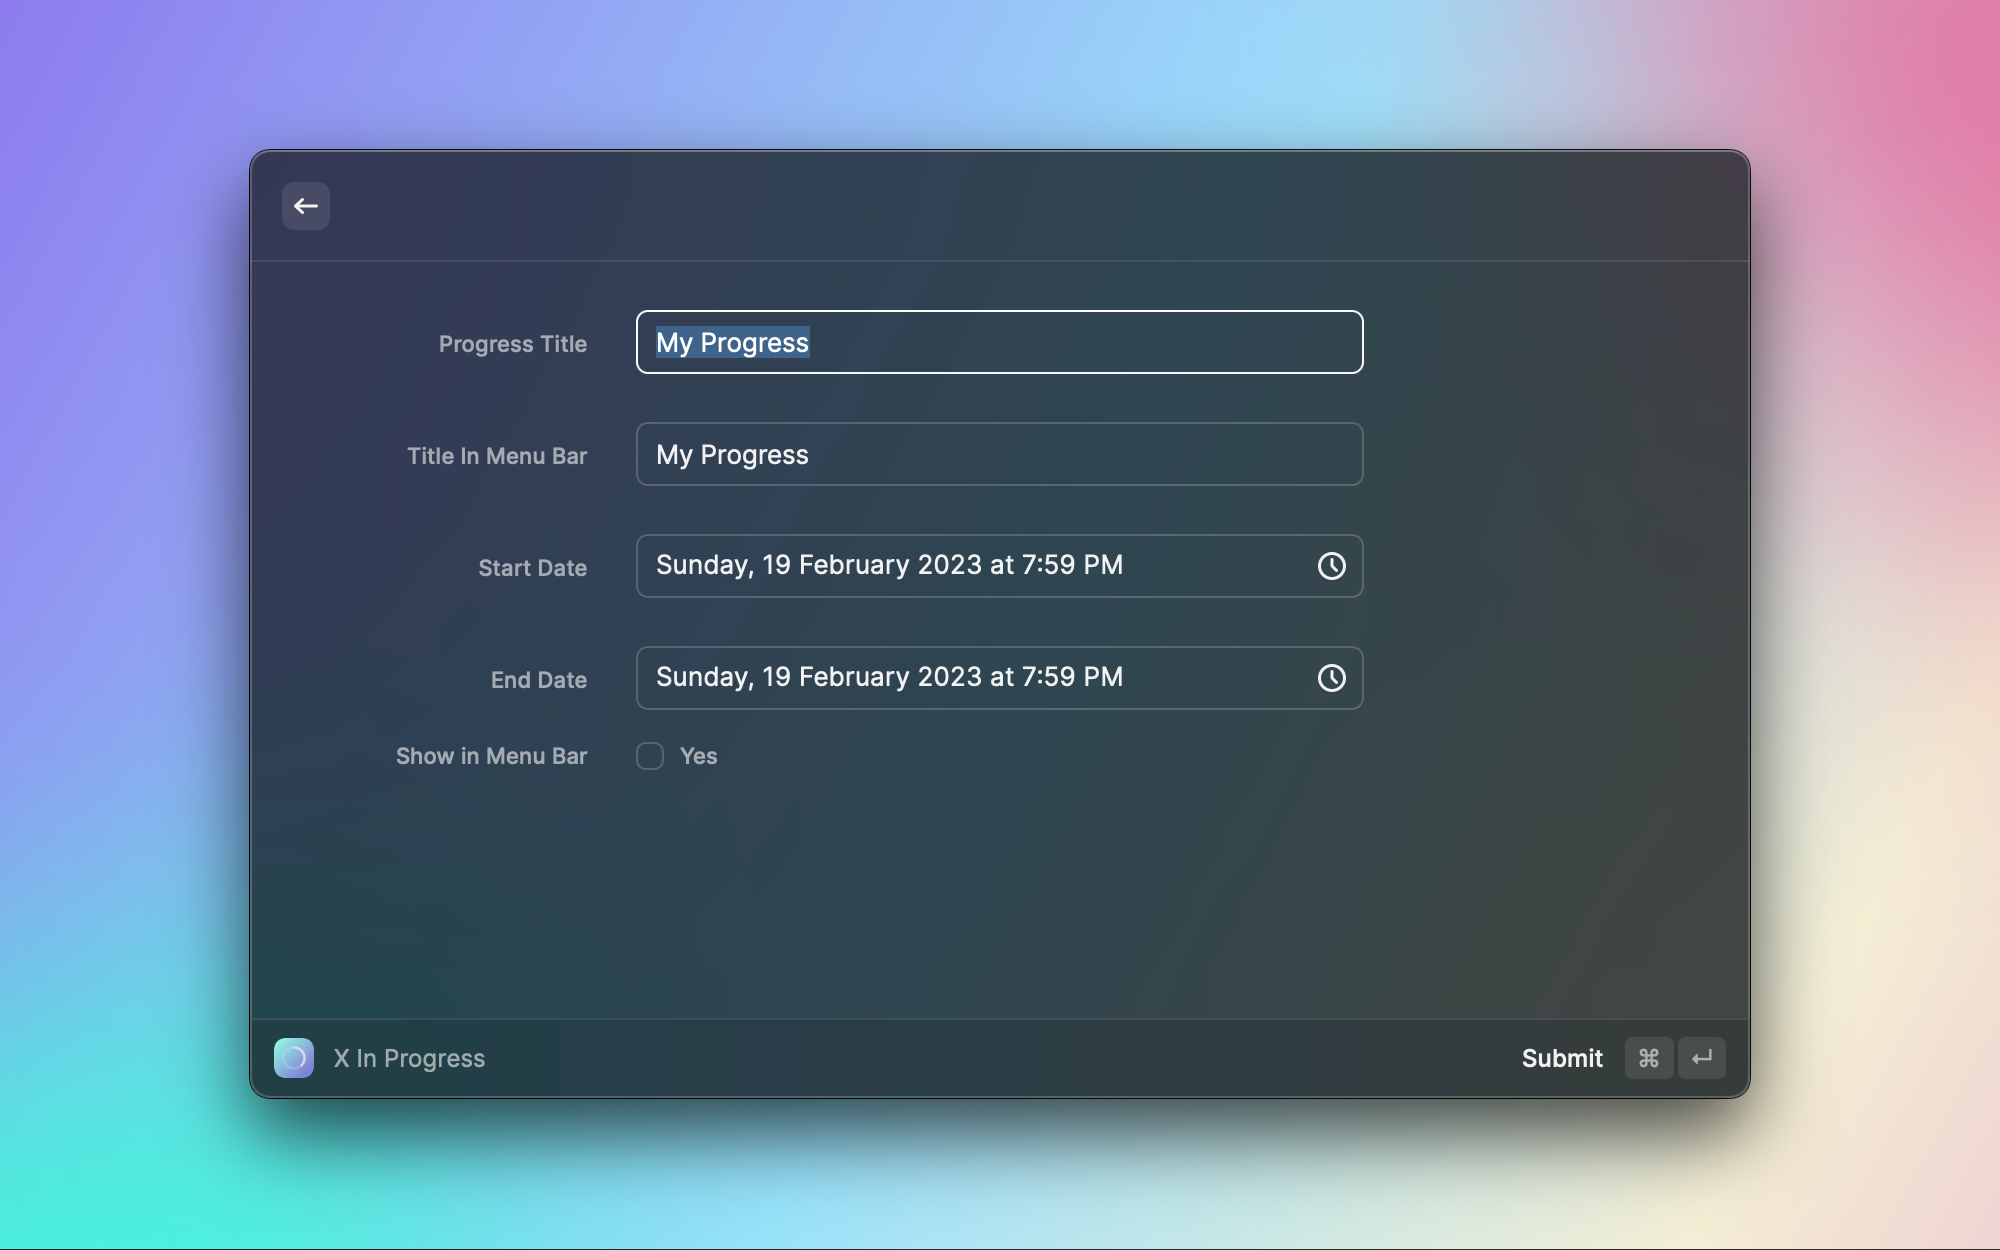 Progress Title
My Progress
Title In Menu Bar
My Progress
Start Date
Sunday, 19 February 2023 at 7:59 PM
End Date
Sunday, 19 February 2023 at 7:59 PM
Show in Menu Bar
Yes
X In Progress
Submit ⌘ ↵